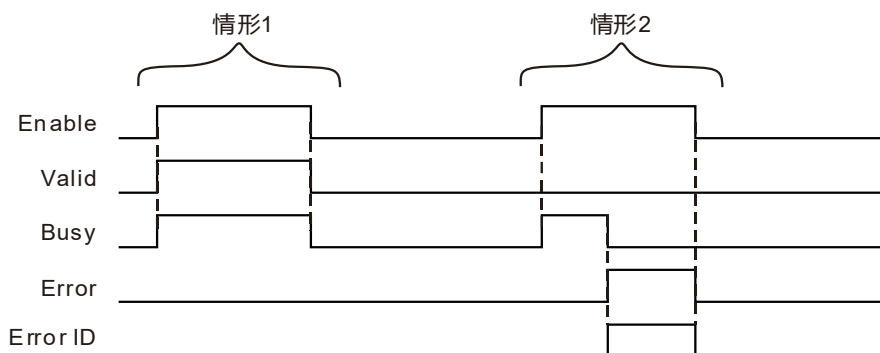 情形1
情形2
Enable
Valid
Busy
Error
Error ID